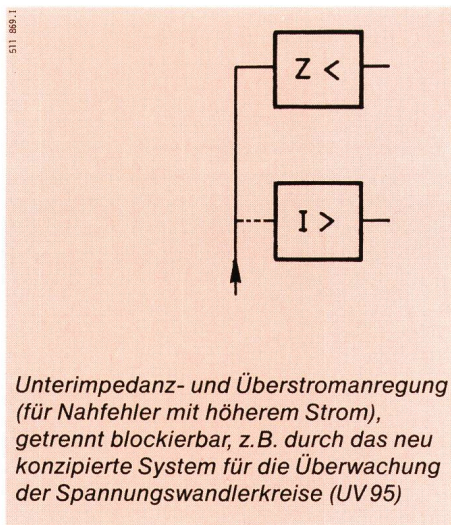 511 869.I
Z <
I >
Unterimpedanz- und Überstromanregung
(für Nahfehler mit höherem Strom),
getrennt blockierbar, z.B. durch das neu
konzipierte System für die Überwachung
der Spannungswandlerkreise (UV 95)